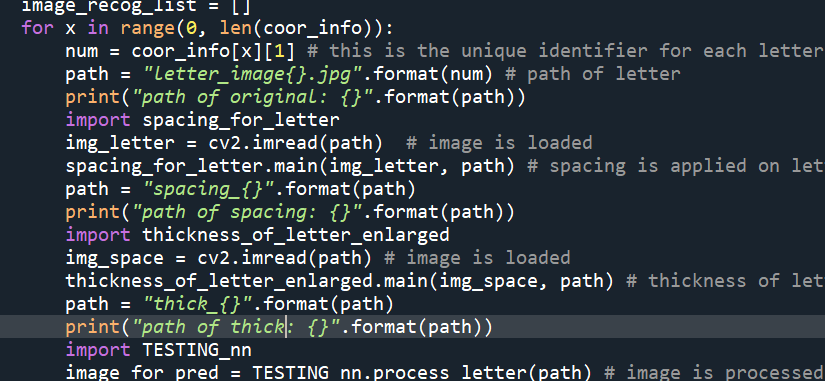 image_recog_list = []
for x in range(0, len(coor_info)):
    num = coor_info[x][1] # this is the unique identifier for each letter
    path = "letter_image{}.jpg".format(num) # path of letter
    print("path of original: {}".format(path))
    import spacing_for_letter
    img_letter = cv2.imread(path)  # image is loaded
    spacing_for_letter.main(img_letter, path) # spacing is applied on let
    path = "spacing_{}".format(path)
    print("path of spacing: {}".format(path))
    import thickness_of_letter_enlarged
    img_space = cv2.imread(path) # image is loaded
    thickness_of_letter_enlarged.main(img_space, path) # thickness of let
    path = "thick_{}".format(path)
    print("path of thick: {}".format(path))
    import TESTING_nn
    image_for_pred = TESTING_nn.process_letter(path) # image is processed